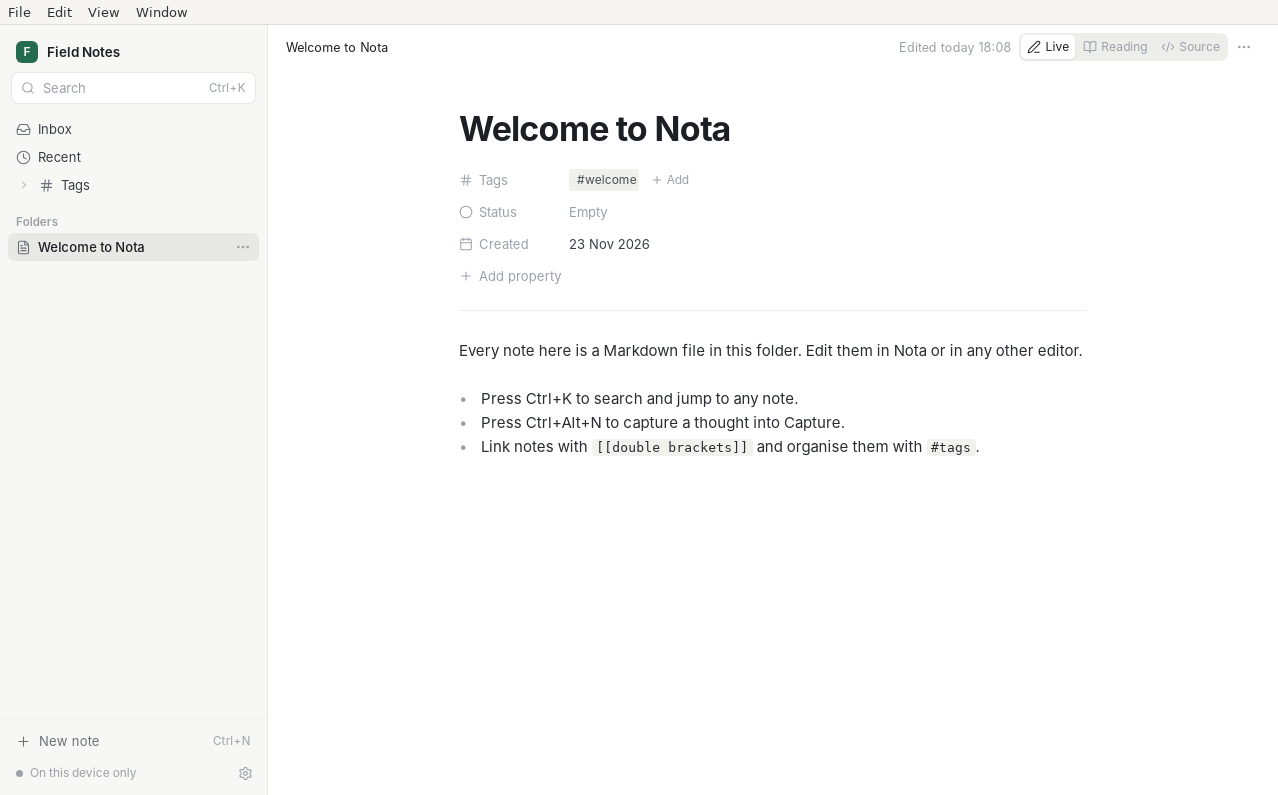 File Edit View Window
F Field Notes
Search Ctrl+K
Inbox
Recent
Tags
Folders
Welcome to Nota
New note Ctrl+N
On this device only
Welcome to Nota
Edited today 18:08 Live Reading Source
Welcome to Nota
Tags #welcome Add
Status Empty
Created 23 Nov 2026
Add property
Every note here is a Markdown file in this folder. Edit them in Nota or in any other editor.
• Press Ctrl+K to search and jump to any note.
• Press Ctrl+Alt+N to capture a thought into Capture.
• Link notes with [[double brackets]] and organise them with #tags.